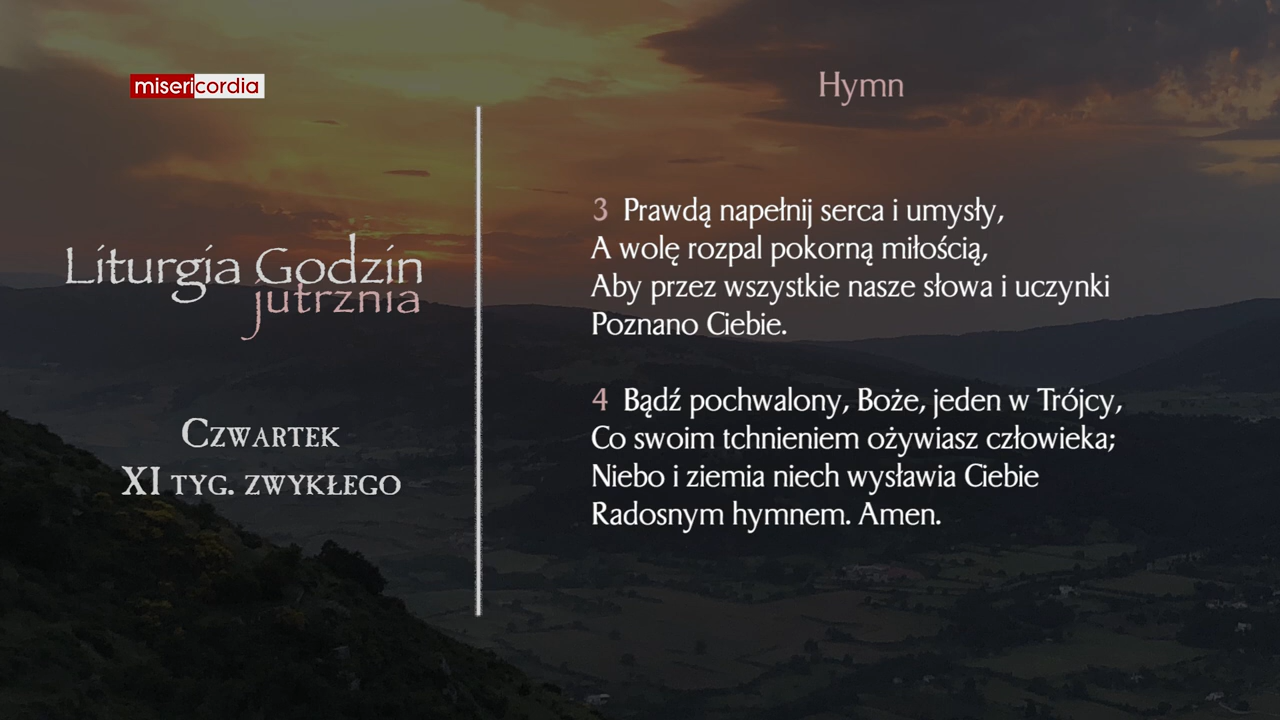 misericordia
Liturgia Godzin
jutrznia
Czwartek
XI tyg. zwykłego
Hymn
3 Prawdą napełnij serca i umysły,
A wolę rozpal pokorną miłością,
Aby przez wszystkie nasze słowa i uczynki
Poznano Ciebie.
4 Bądź pochwalony, Boże, jeden w Trójcy,
Co swoim tchnieniem ożywiasz człowieka;
Niebo i ziemia niech wysławia Ciebie
Radosnym hymnem. Amen.